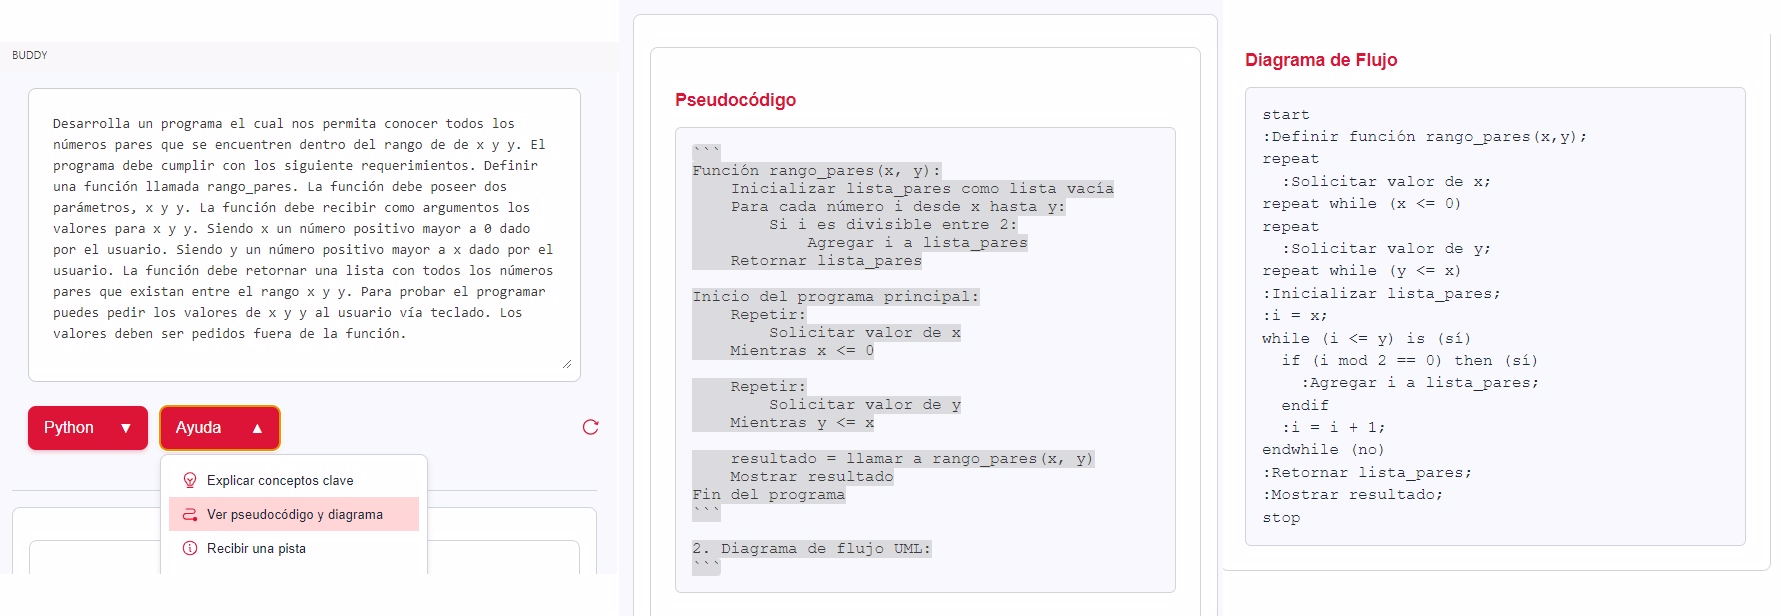 BUDDY
Desarrolla un programa el cual nos permita conocer todos los
números pares que se encuentren dentro del rango de de x y y. El
programa debe cumplir con los siguiente requerimientos. Definir
una función llamada rango_pares. La función debe poseer dos
parámetros, x y y. La función debe recibir como argumentos los
valores para x y y. Siendo x un número positivo mayor a 0 dado
por el usuario. Siendo y un número positivo mayor a x dado por el
usuario. La función debe retornar una lista con todos los números
pares que existan entre el rango x y y. Para probar el programar
puedes pedir los valores de x y y al usuario vía teclado. Los
valores deben ser pedidos fuera de la función.
Python ▼
Ayuda ▲
Explicar conceptos clave
Ver pseudocódigo y diagrama
Recibir una pista
Pseudocódigo
```
Función rango_pares(x, y):
    Inicializar lista_pares como lista vacía
    Para cada número i desde x hasta y:
        Si i es divisible entre 2:
            Agregar i a lista_pares
    Retornar lista_pares
Inicio del programa principal:
    Repetir:
        Solicitar valor de x
    Mientras x <= 0
    Repetir:
        Solicitar valor de y
    Mientras y <= x
    resultado = llamar a rango_pares(x, y)
    Mostrar resultado
Fin del programa
```
2. Diagrama de flujo UML:
```
Diagrama de Flujo
start
:Definir función rango_pares(x,y);
repeat
  :Solicitar valor de x;
repeat while (x <= 0)
repeat
  :Solicitar valor de y;
repeat while (y <= x)
:Inicializar lista_pares;
:i = x;
while (i <= y) is (sí)
  if (i mod 2 == 0) then (sí)
    :Agregar i a lista_pares;
  endif
  :i = i + 1;
endwhile (no)
:Retornar lista_pares;
:Mostrar resultado;
stop